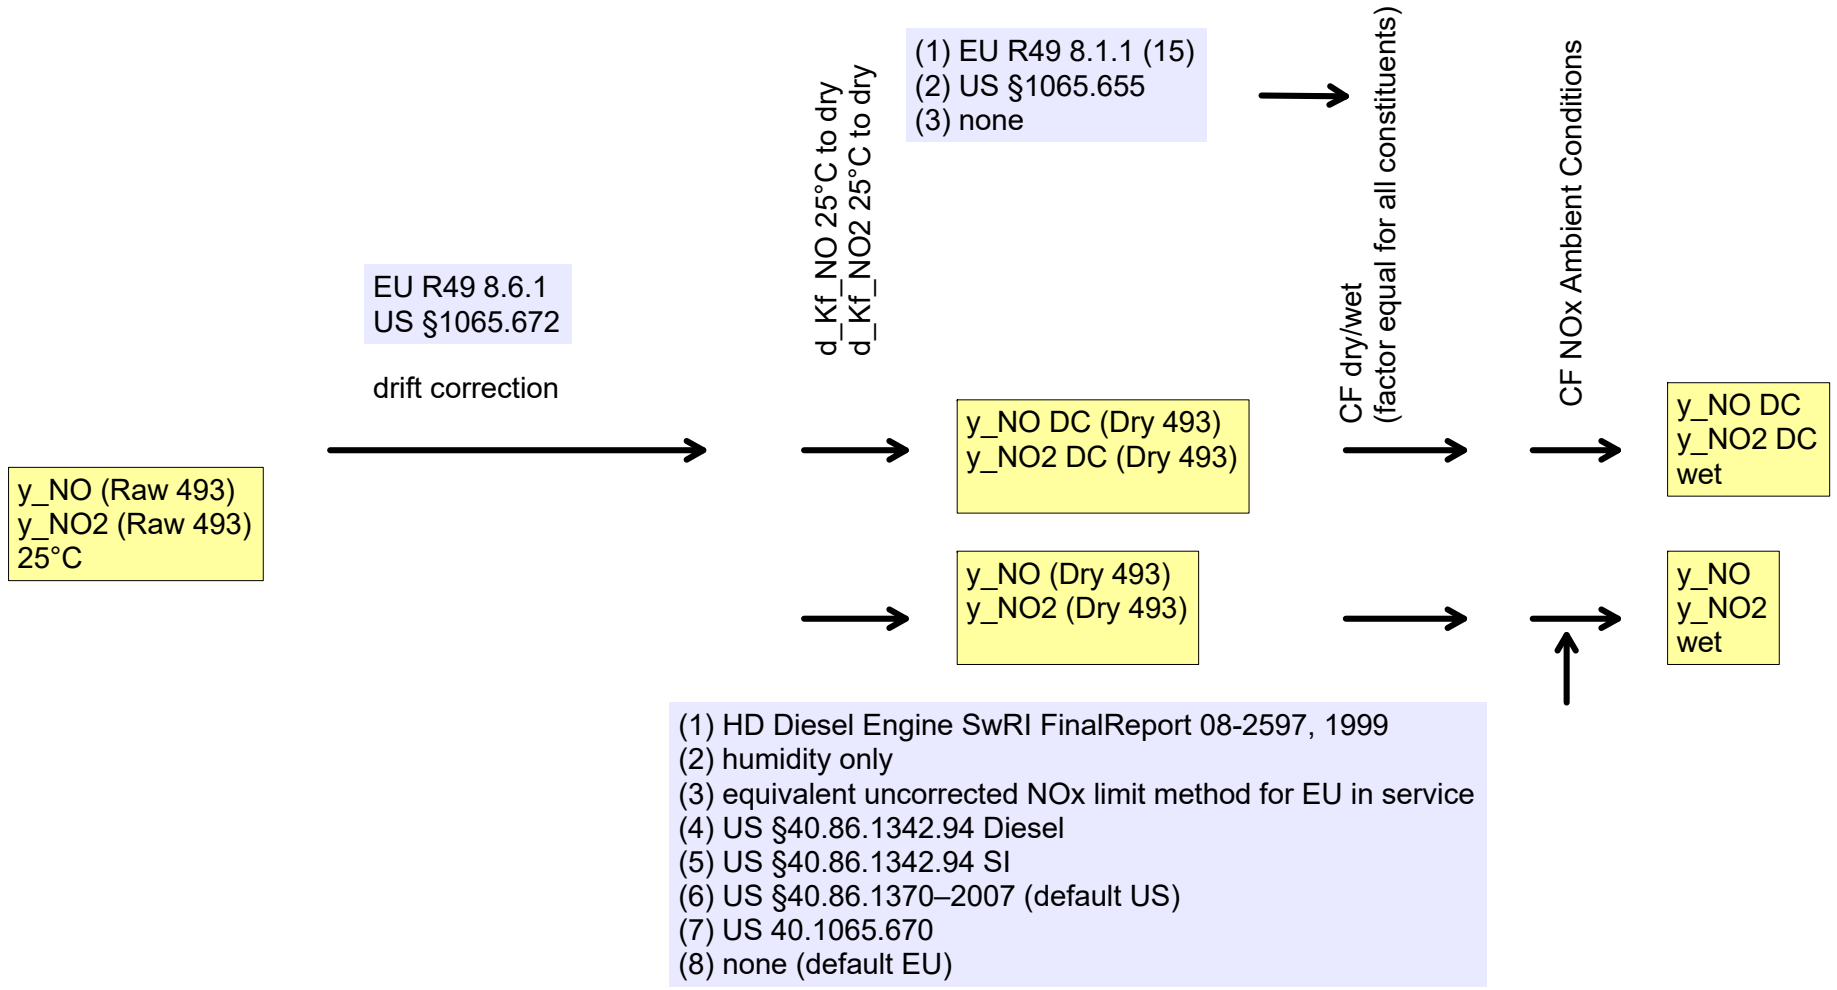 (1) EU R49 8.1.1 (15)
(2) US §1065.655
(3) none
d_Kf_NO 25°C to dry
d_Kf_NO2 25°C to dry
CF dry/wet
(factor equal for all constituents)
CF NOx Ambient Conditions
EU R49 8.6.1
US §1065.672
drift correction
y_NO (Raw 493)
y_NO2 (Raw 493)
25°C
y_NO DC (Dry 493)
y_NO2 DC (Dry 493)
y_NO DC
y_NO2 DC
wet
y_NO (Dry 493)
y_NO2 (Dry 493)
y_NO
y_NO2
wet
(1) HD Diesel Engine SwRI FinalReport 08-2597, 1999
(2) humidity only
(3) equivalent uncorrected NOx limit method for EU in service
(4) US §40.86.1342.94 Diesel
(5) US §40.86.1342.94 SI
(6) US §40.86.1370–2007 (default US)
(7) US 40.1065.670
(8) none (default EU)